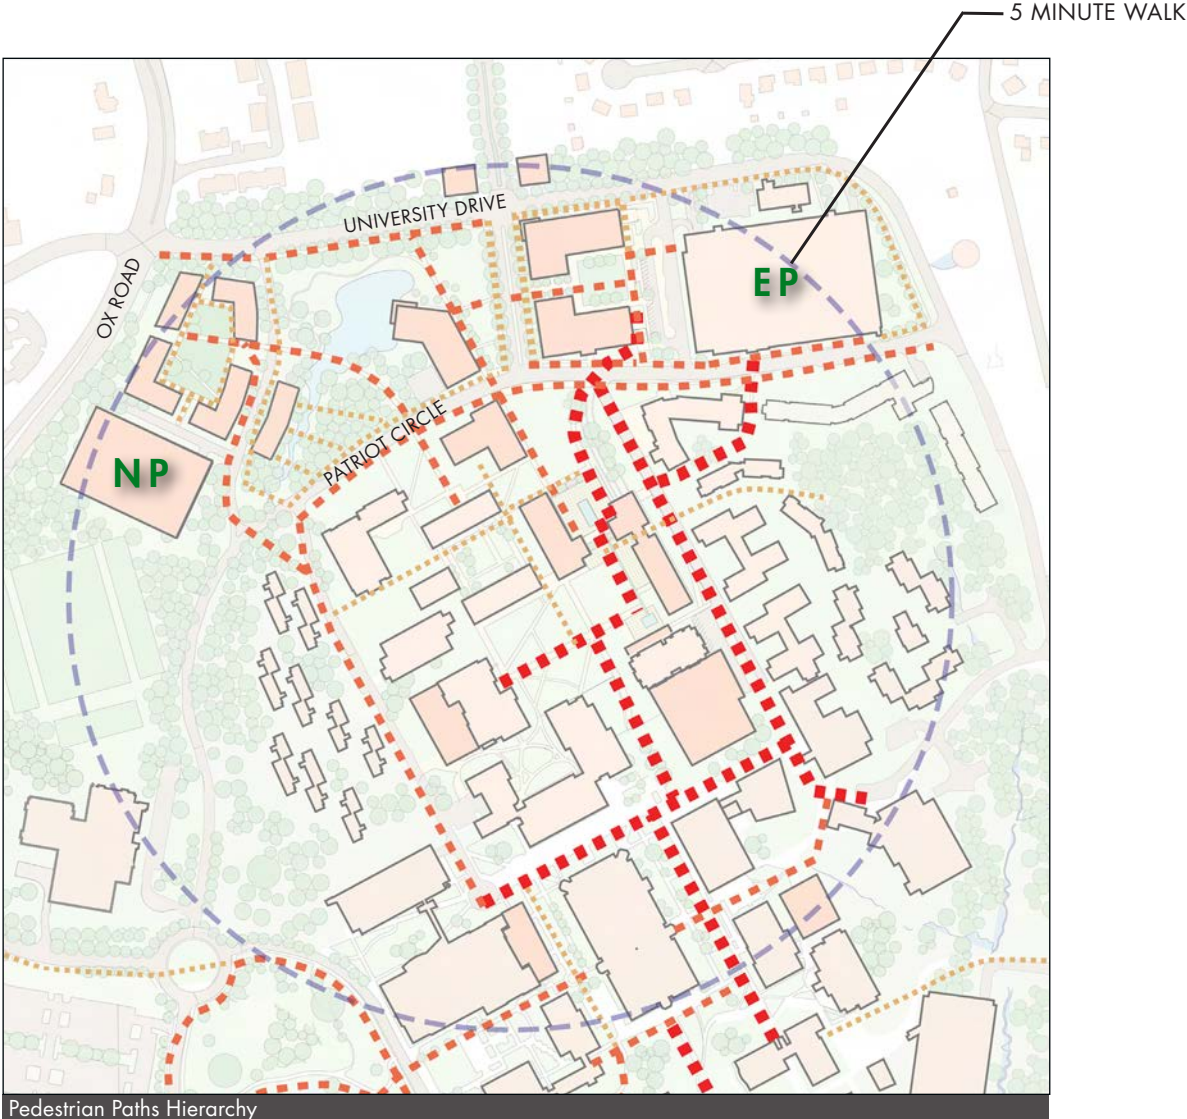 5 MINUTE WALK
UNIVERSITY DRIVE
OX ROAD
EP
PATRIOT CIRCLE
NP
Pedestrian Paths Hierarchy